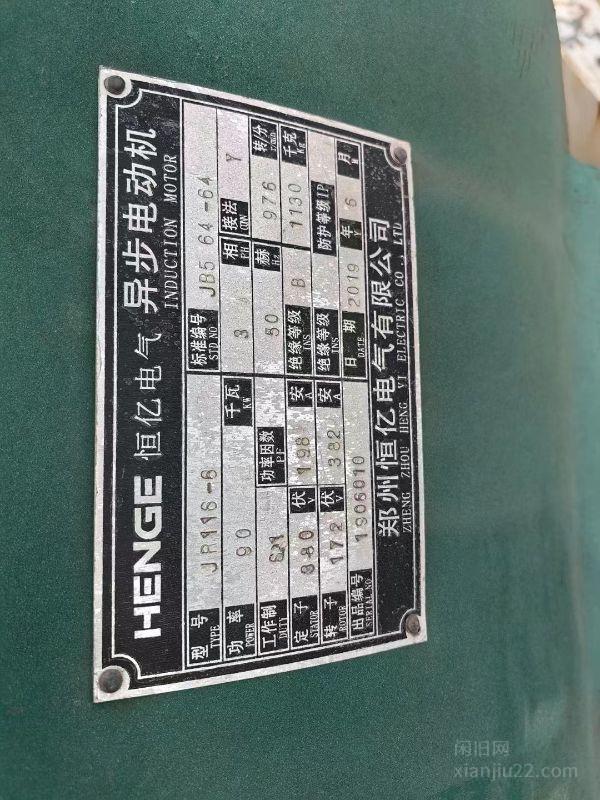 HENGE 恒亿电气 异步电动机
INDUCTION MOTOR
型号 TYPE JR116-6 标准编号 STD NO JB5 64-64
功率 POWER 90 千瓦 KW 3 相 PH 接法 CON Y
工作制 DUTY S1 功率因数 PF 50 赫 Hz 976 转/分
定子 STATOR 380 伏 V 198 安 A 绝缘等级 INS B 1130 千克 Kg
转子 ROTOR 172 伏 V 382 安 A 绝缘等级 INS 防护等级 IP
出品编号 SERIAL NO 1906010 日期 DATE 2019 年 Y 6 月 M
郑州恒亿电气有限公司
ZHENG ZHOU HENG YI ELECTRIC CO., LTD
闲旧网
xianjiu22.com